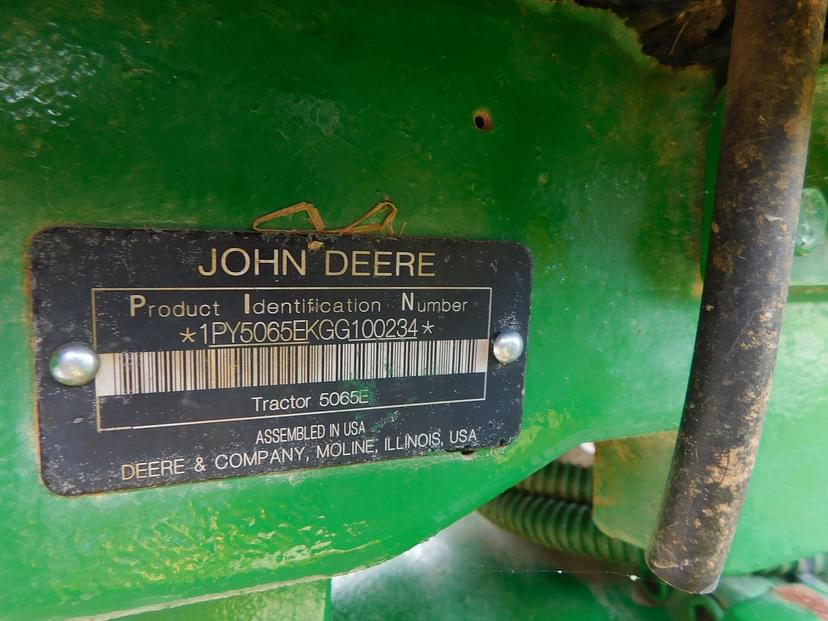 JOHN DEERE
Product Identification Number
*1PY5065EKGG100234*
Tractor 5065E
ASSEMBLED IN USA
DEERE & COMPANY, MOLINE, ILLINOIS, USA